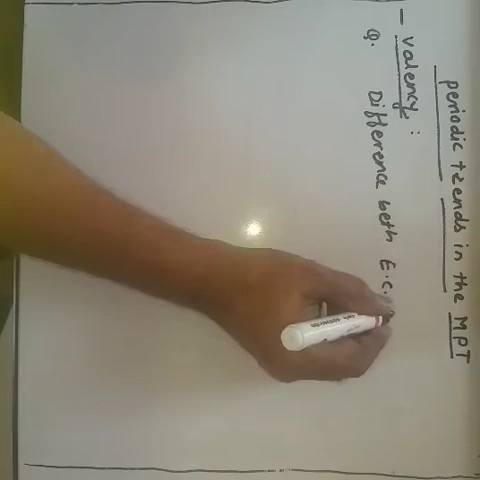 periodic trends in the MPT
- Valency :
Q. Difference betn E.c.